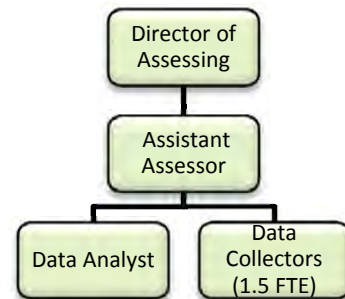 Director of
Assessing
Assistant
Assessor
Data Analyst
Data
Collectors
(1.5 FTE)